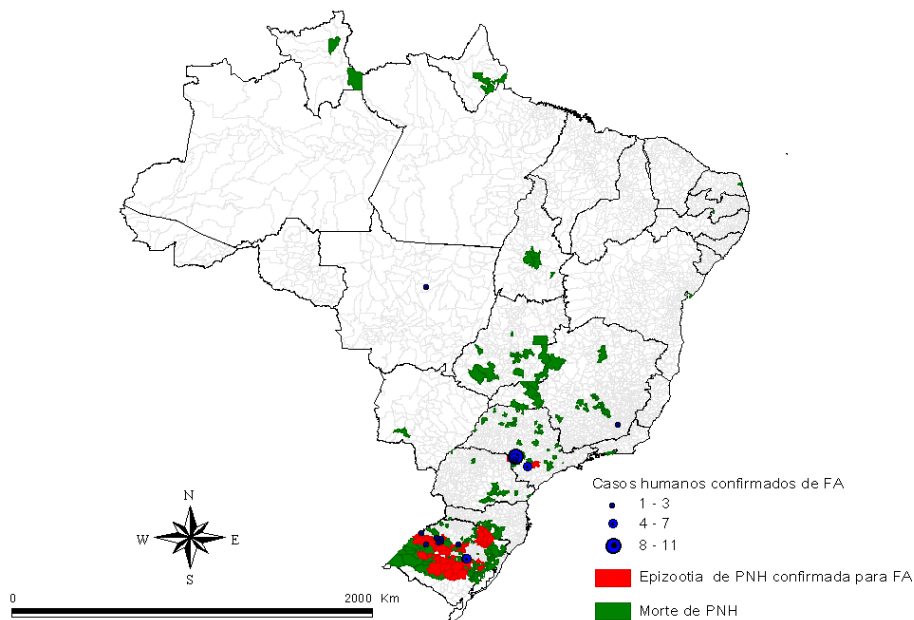 Casos humanos confirmados de FA
1 - 3
4 - 7
8 - 11
Epizootia de PNH confirmada para FA
Morte de PNH
N
W E
S
0 2000 Km